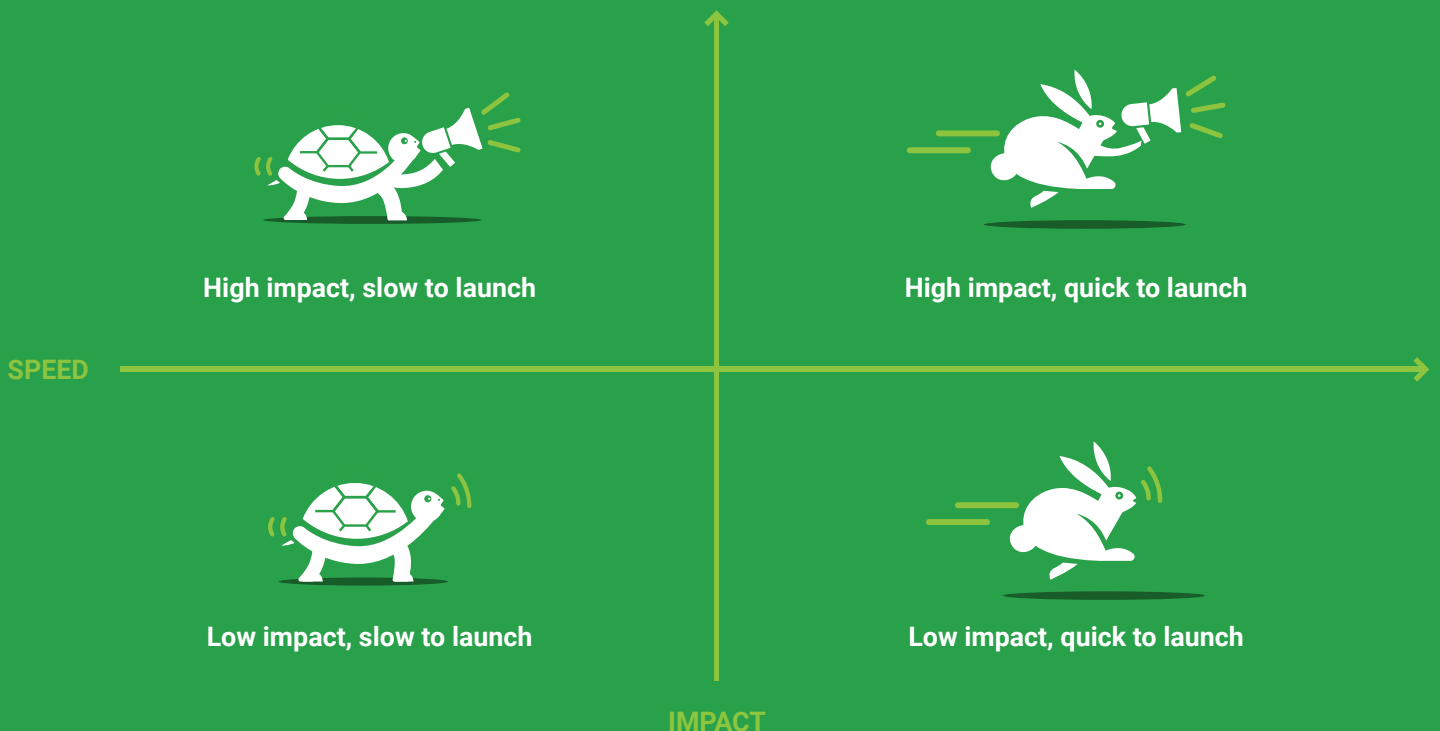 High impact, slow to launch
High impact, quick to launch
SPEED
Low impact, slow to launch
Low impact, quick to launch
IMPACT